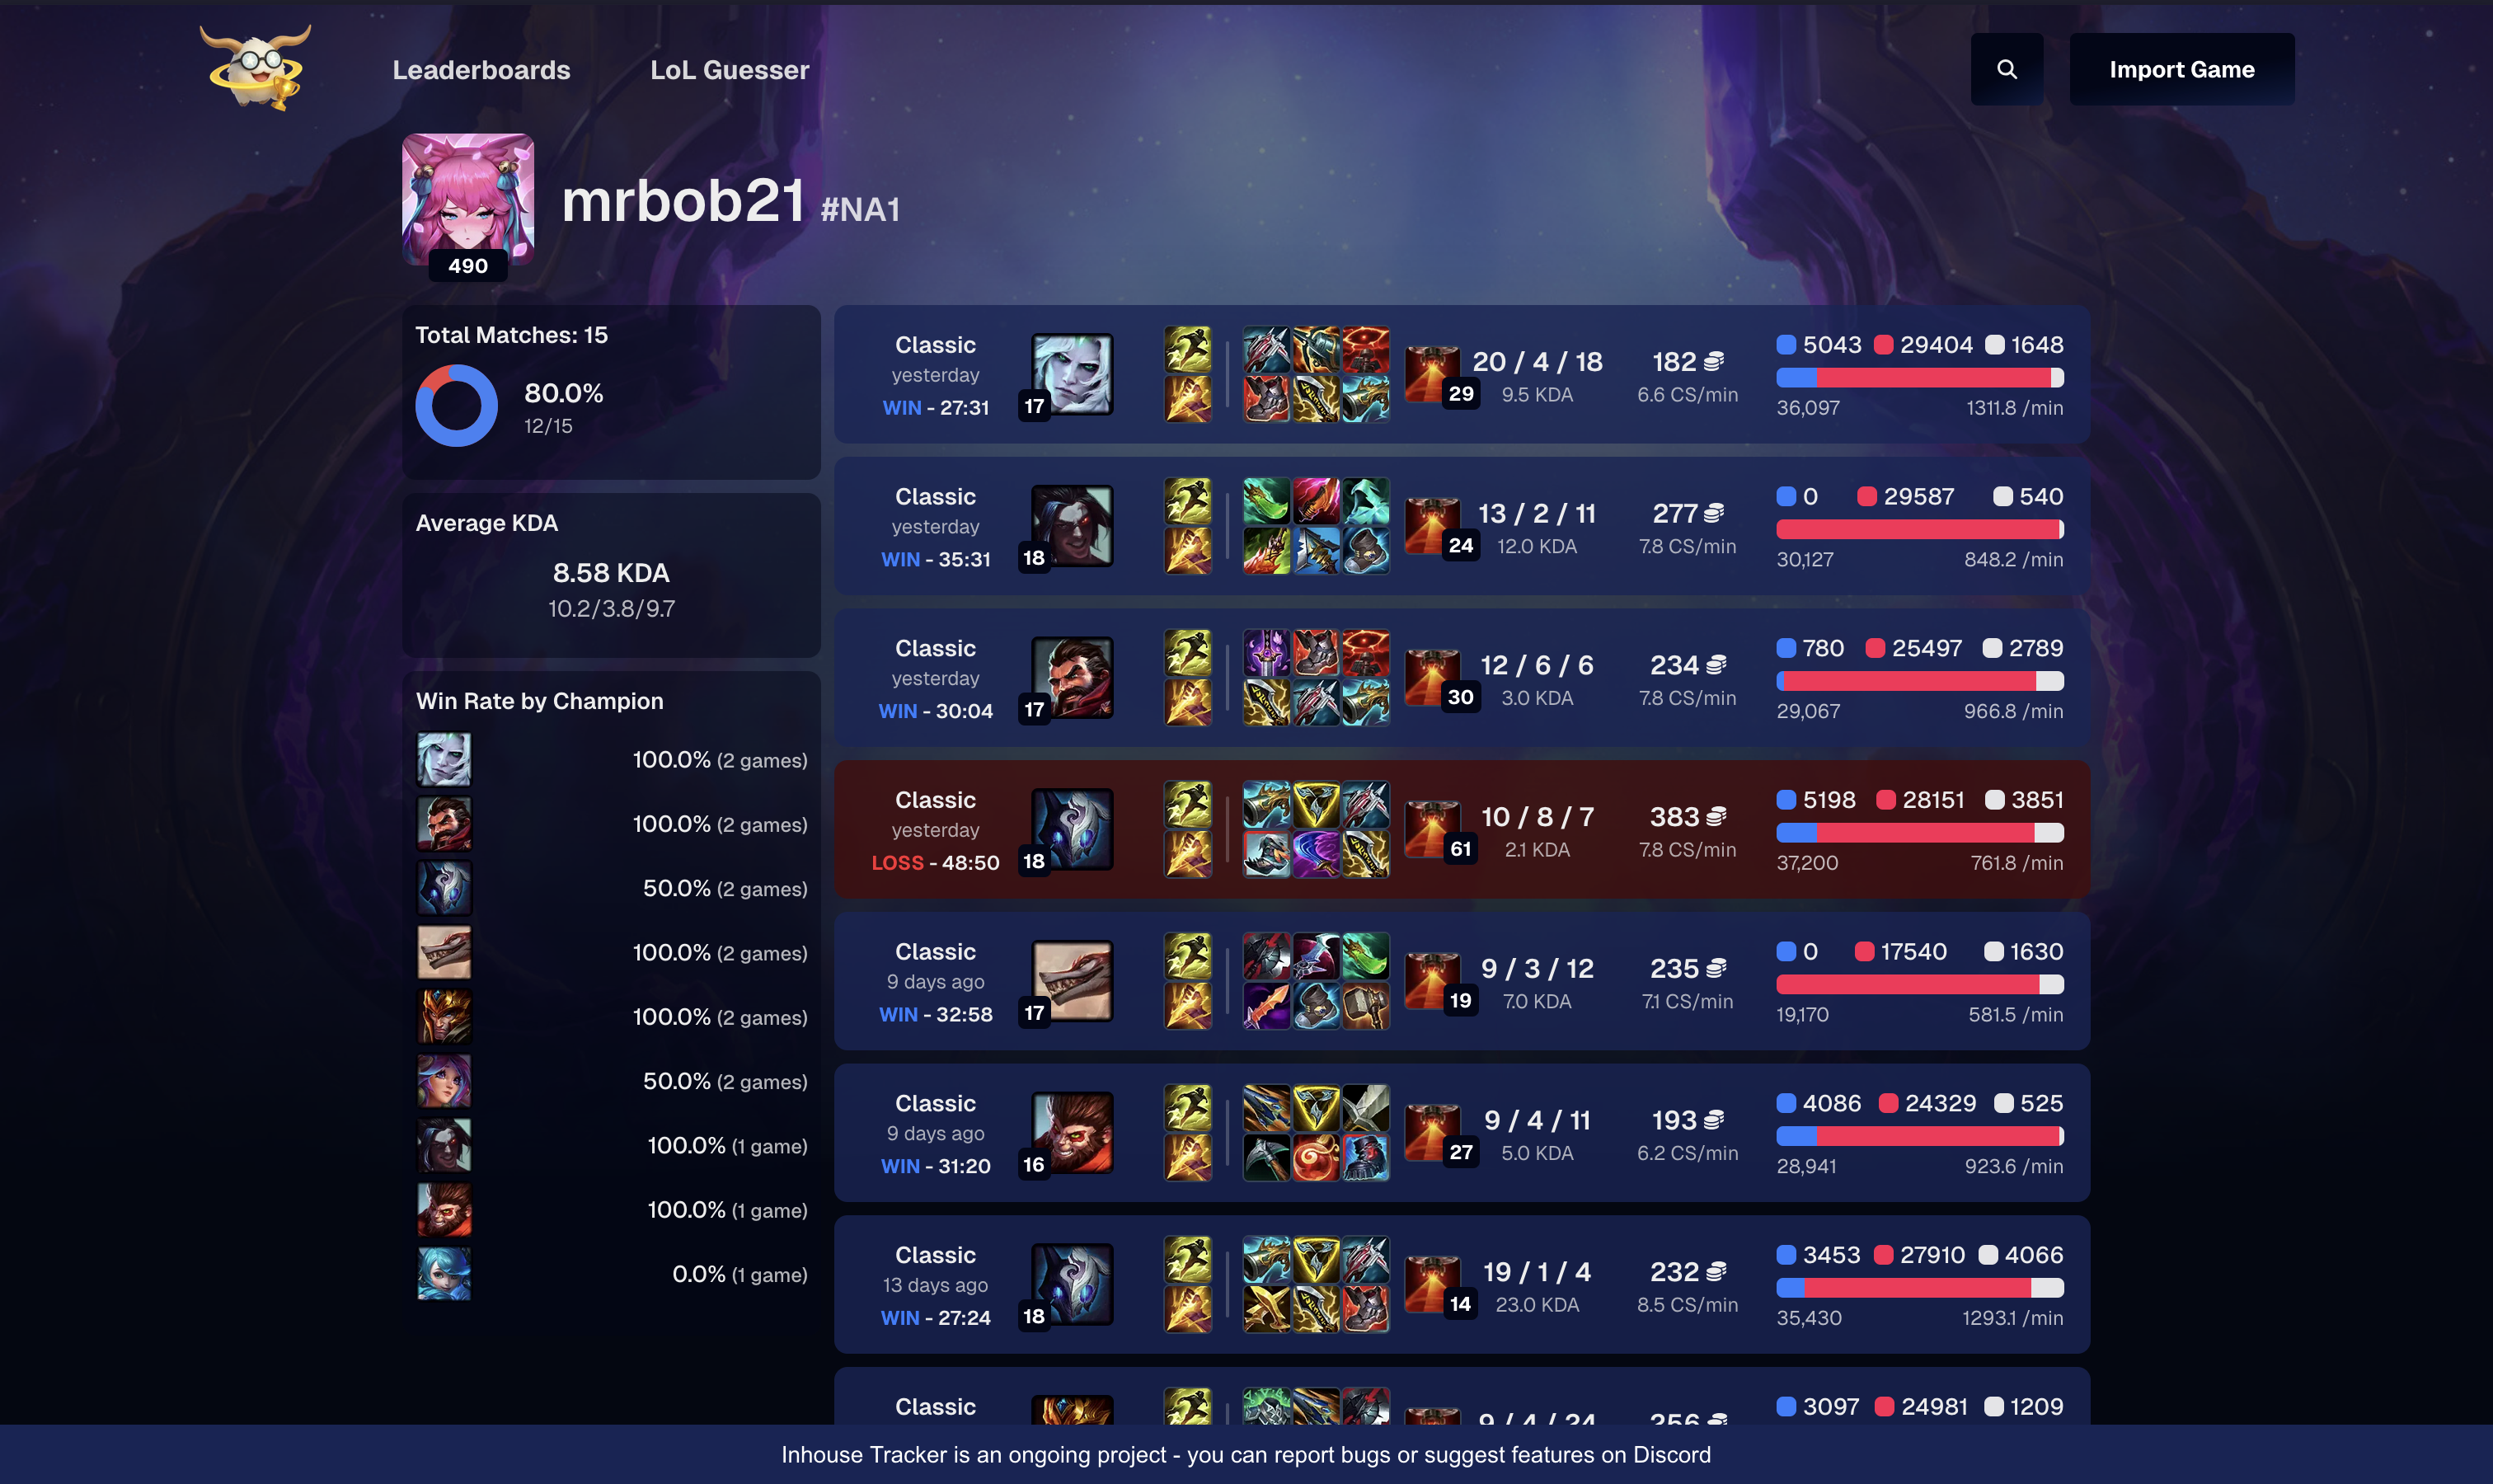 Leaderboards LoL Guesser Import Game
mrbob21 #NA1
490
Total Matches: 15
80.0%
12/15
Average KDA
8.58 KDA
10.2/3.8/9.7
Win Rate by Champion
100.0% (2 games)
100.0% (2 games)
50.0% (2 games)
100.0% (2 games)
100.0% (2 games)
50.0% (2 games)
100.0% (1 game)
100.0% (1 game)
0.0% (1 game)
Classic
yesterday
WIN - 27:31
17
29
20 / 4 / 18
9.5 KDA
182
6.6 CS/min
5043 29404 1648
36,097 1311.8 /min
Classic
yesterday
WIN - 35:31
18
24
13 / 2 / 11
12.0 KDA
277
7.8 CS/min
0 29587 540
30,127 848.2 /min
Classic
yesterday
WIN - 30:04
17
30
12 / 6 / 6
3.0 KDA
234
7.8 CS/min
780 25497 2789
29,067 966.8 /min
Classic
yesterday
LOSS - 48:50
18
61
10 / 8 / 7
2.1 KDA
383
7.8 CS/min
5198 28151 3851
37,200 761.8 /min
Classic
9 days ago
WIN - 32:58
17
19
9 / 3 / 12
7.0 KDA
235
7.1 CS/min
0 17540 1630
19,170 581.5 /min
Classic
9 days ago
WIN - 31:20
16
27
9 / 4 / 11
5.0 KDA
193
6.2 CS/min
4086 24329 525
28,941 923.6 /min
Classic
13 days ago
WIN - 27:24
18
14
19 / 1 / 4
23.0 KDA
232
8.5 CS/min
3453 27910 4066
35,430 1293.1 /min
Classic
9 / 4 / 24
256
3097 24981 1209
Inhouse Tracker is an ongoing project - you can report bugs or suggest features on Discord